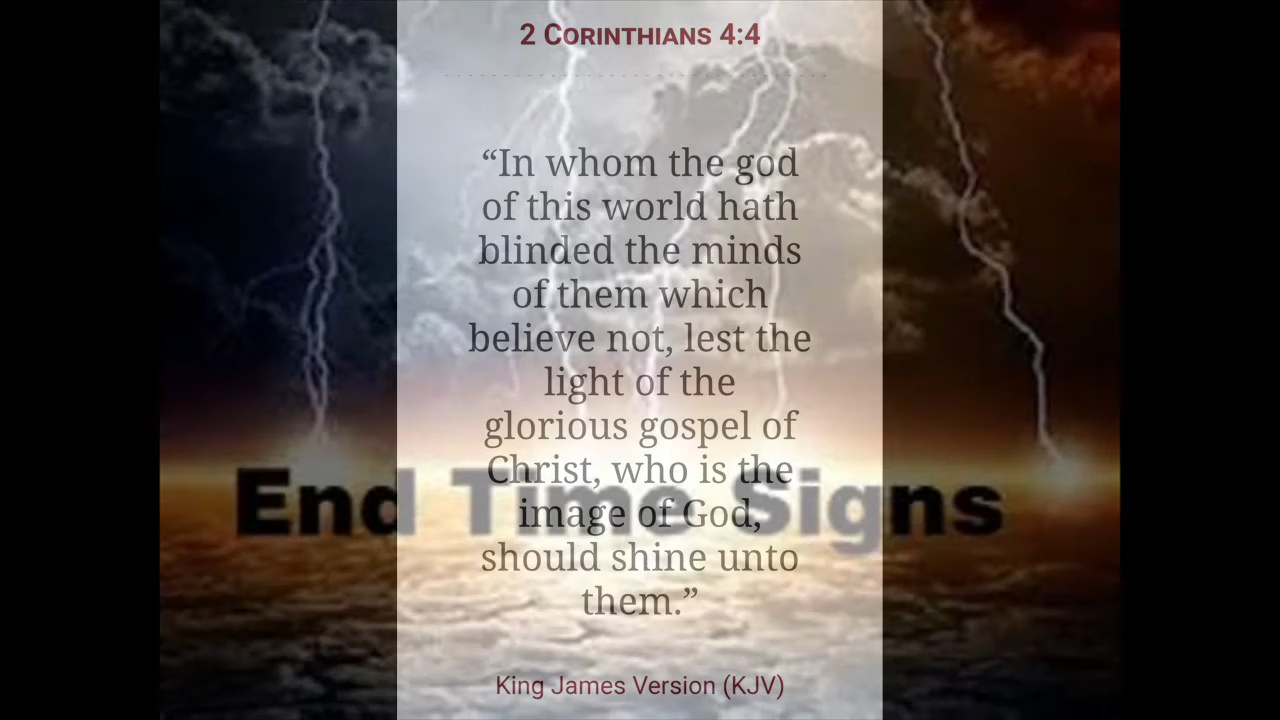 2 CORINTHIANS 4:4
“In whom the god
of this world hath
blinded the minds
of them which
believe not, lest the
light of the
glorious gospel of
Christ, who is the
image of God,
should shine unto
them.”
End Time Signs
King James Version (KJV)